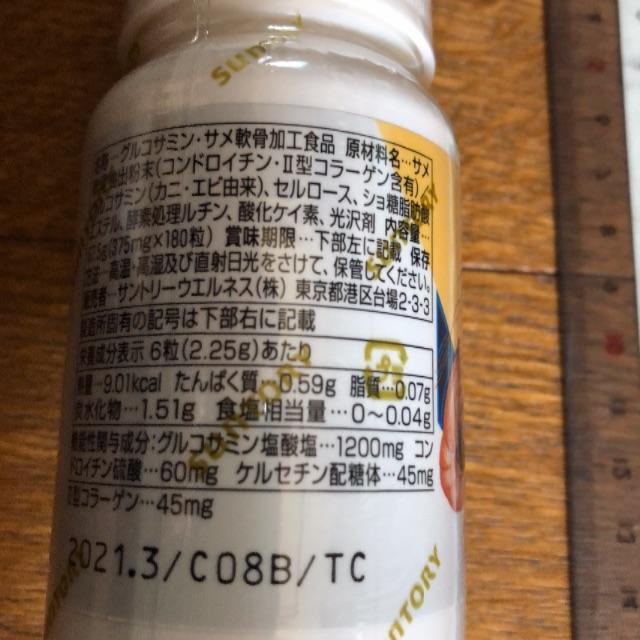 SUNTORY
グルコサミン・サメ軟骨加工食品 原材料名…サメ
出粉末(コンドロイチン・Ⅱ型コラーゲン含有)、
コサミン(カニ・エビ由来)、セルロース、ショ糖脂肪酸
ステル、酵素処理ルチン、酸化ケイ素、光沢剤 内容量…
5g(375mg×180粒) 賞味期限…下部左に記載 保存
方法…高温・高湿及び直射日光をさけて、保管してください。
販売者…サントリーウエルネス(株) 東京都港区台場2-3-3
製造所固有の記号は下部右に記載
栄養成分表示 6粒(2.25g)あたり
熱量…9.01kcal たんぱく質…0.59g 脂質…0.07g
炭水化物…1.51g 食塩相当量…0〜0.04g
機能性関与成分:グルコサミン塩酸塩…1200mg コン
ドロイチン硫酸…60mg ケルセチン配糖体…45mg
Ⅱ型コラーゲン…45mg
2021.3/C08B/TC
SUNTORY